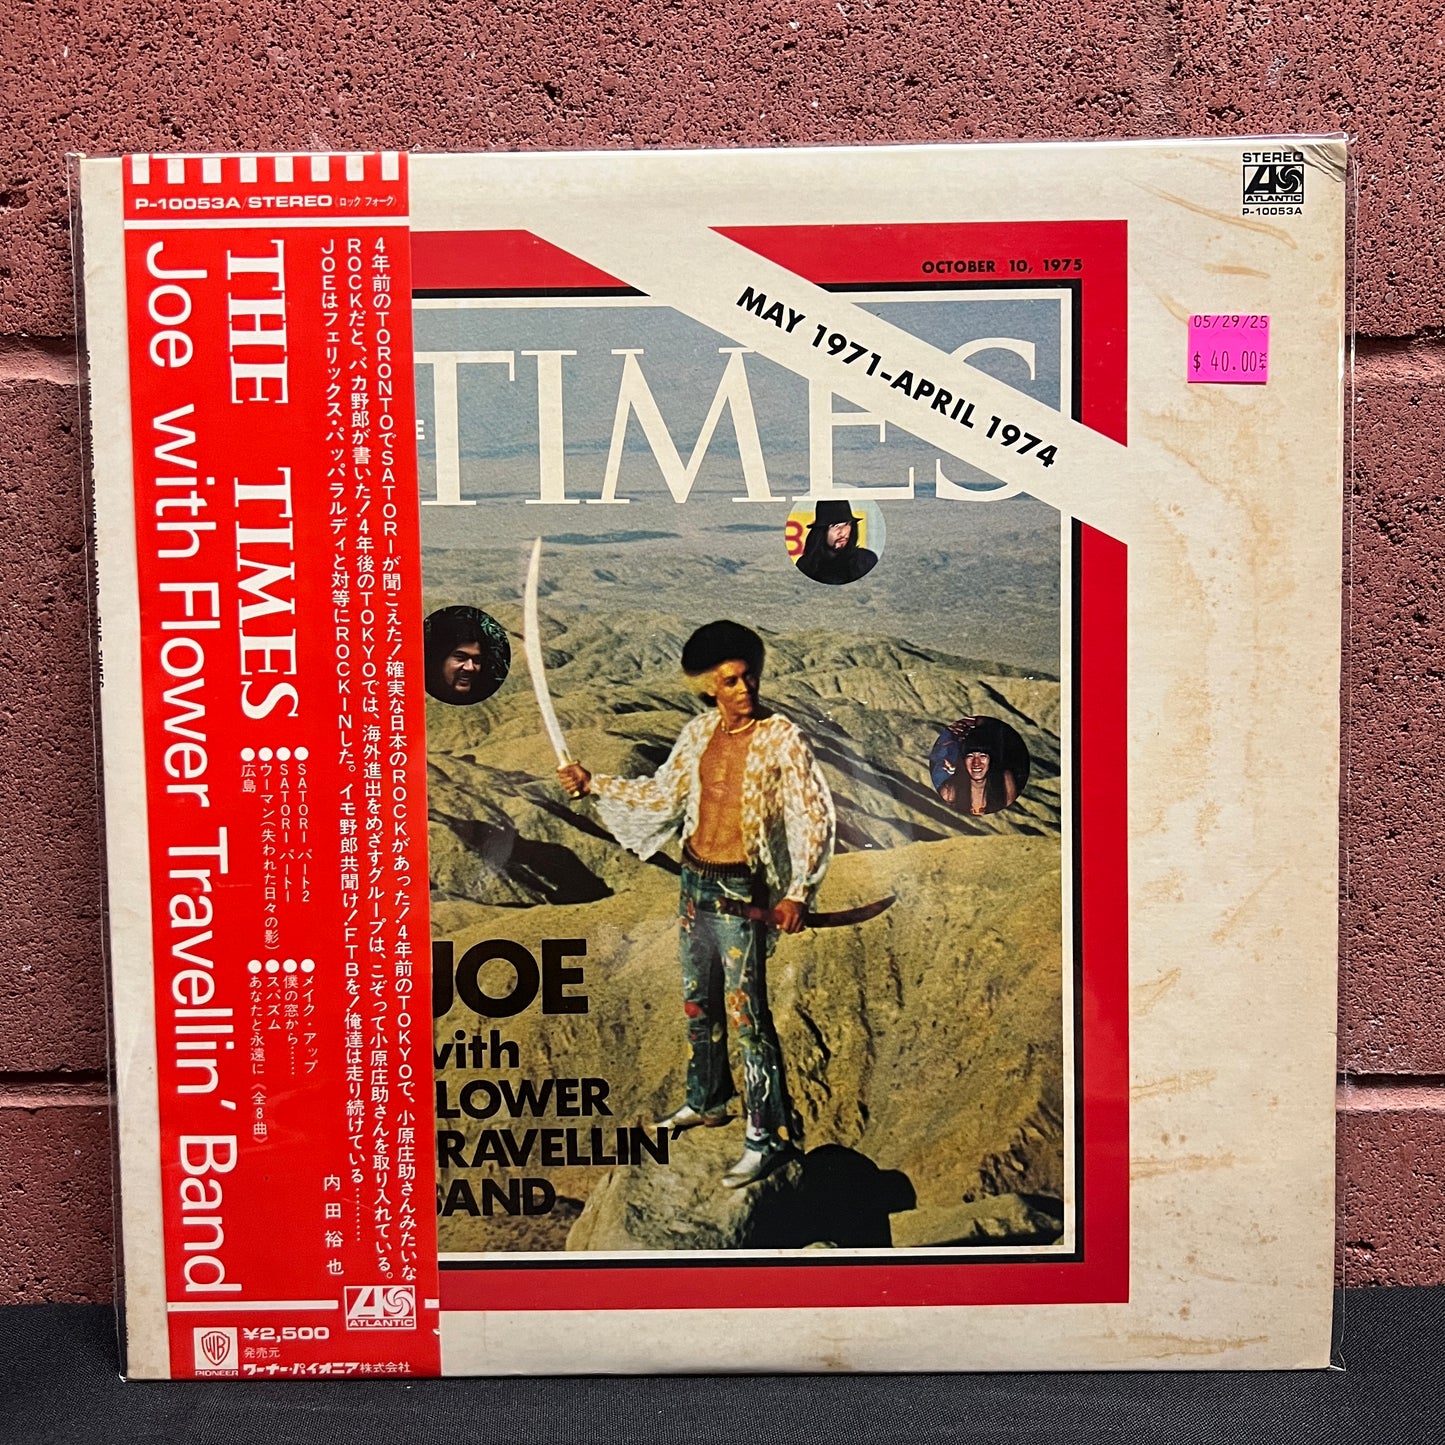 P-10053A/STEREO(ロック フォーク)
THE TIMES
Joe with Flower Travellin' Band
4年前のTORONTOでSATORIが聞こえた!確実な日本のROCKがあった!4年前のTOKYOで、小原庄助さんみたいな
ROCKだと、バカ野郎が書いた!4年後のTOKYOでは、海外進出をめざすグループは、こぞって小原庄助さんを取り入れている。
JOEはフェリックス・パッパラルディと対等にROCKINした。イモ野郎共聞け!FTBを!俺達は走り続けている………
内田裕也
●SATORI パート2
●SATORI パートI
●ウーマン(失われた日々の影)
●広島
●メイク・アップ
●僕の窓から……
●スパズム
●あなたと永遠に 《全8曲》
ATLANTIC
WB
PIONEER
¥2,500
発売元
ワーナー・パイオニア株式会社
STEREO
ATLANTIC
P-10053A
OCTOBER 10, 1975
MAY 1971-APRIL 1974
E
TIMES
05/29/25
$ 40.00
JOE
with
LOWER
RAVELLIN'
BAND